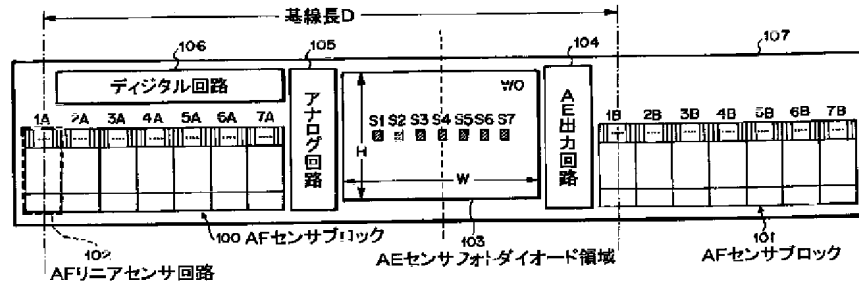 基線長D
106
105
104
107
ディジタル回路
アナログ回路
WO
AE出力回路
1A 2A 3A 4A 5A 6A 7A
S1 S2 S3 S4 S5 S6 S7
1B 2B 3B 4B 5B 6B 7B
H
W
102
100 AFセンサブロック
103
101
AFリニアセンサ回路
AEセンサフォトダイオード領域
AFセンサブロック